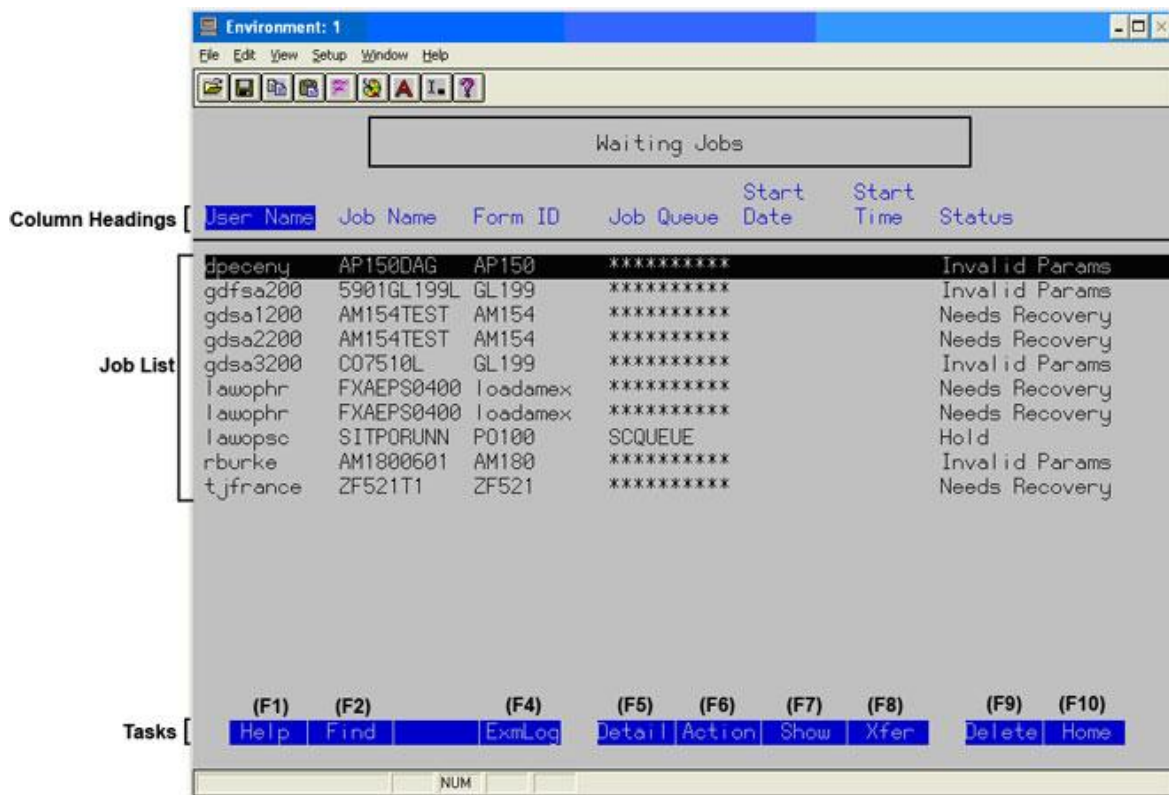 Environment: 1
File Edit View Setup Window Help
Waiting Jobs
Start Start
Column Headings [ User Name Job Name Form ID Job Queue Date Time Status
dpeceny AP150DAG AP150 ********** Invalid Params
gdfsa200 5901GL199L GL199 ********** Invalid Params
gdsa1200 AM154TEST AM154 ********** Needs Recovery
gdsa2200 AM154TEST AM154 ********** Needs Recovery
Job List gdsa3200 CO7510L GL199 ********** Invalid Params
lawophr FXAEPS0400 loadamex ********** Needs Recovery
lawophr FXAEPS0400 loadamex ********** Needs Recovery
lawopsc SITPORUNN PO100 SCQUEUE Hold
rburke AM1800601 AM180 ********** Invalid Params
tjfrance ZF521T1 ZF521 ********** Needs Recovery
(F1) (F2) (F4) (F5) (F6) (F7) (F8) (F9) (F10)
Tasks [ Help Find ExmLog Detail Action Show Xfer Delete Home
NUM